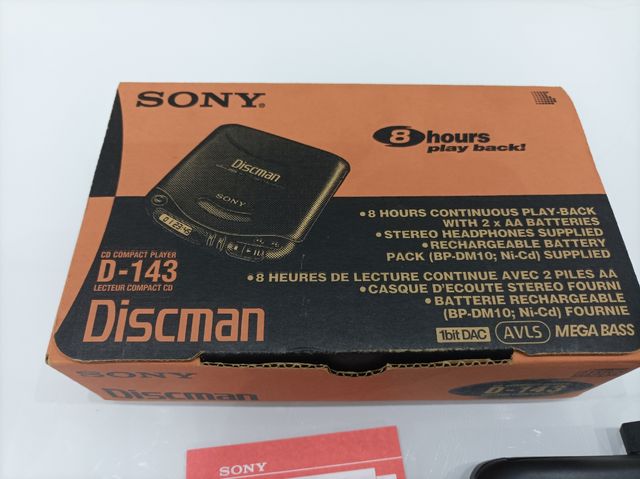 SONY®
8 hours
play back!
Discman
SONY
• 8 HOURS CONTINUOUS PLAY-BACK
WITH 2 x AA BATTERIES
• STEREO HEADPHONES SUPPLIED
• RECHARGEABLE BATTERY
PACK (BP-DM10; Ni-Cd) SUPPLIED
CD COMPACT PLAYER
D-143
LECTEUR COMPACT CD
• 8 HEURES DE LECTURE CONTINUE AVEC 2 PILES AA
• CASQUE D'ECOUTE STEREO FOURNI
• BATTERIE RECHARGEABLE
(BP-DM10; Ni-Cd) FOURNIE
Discman
1bit DAC AVLS MEGA BASS
SONY
Discman
D-143
SONY